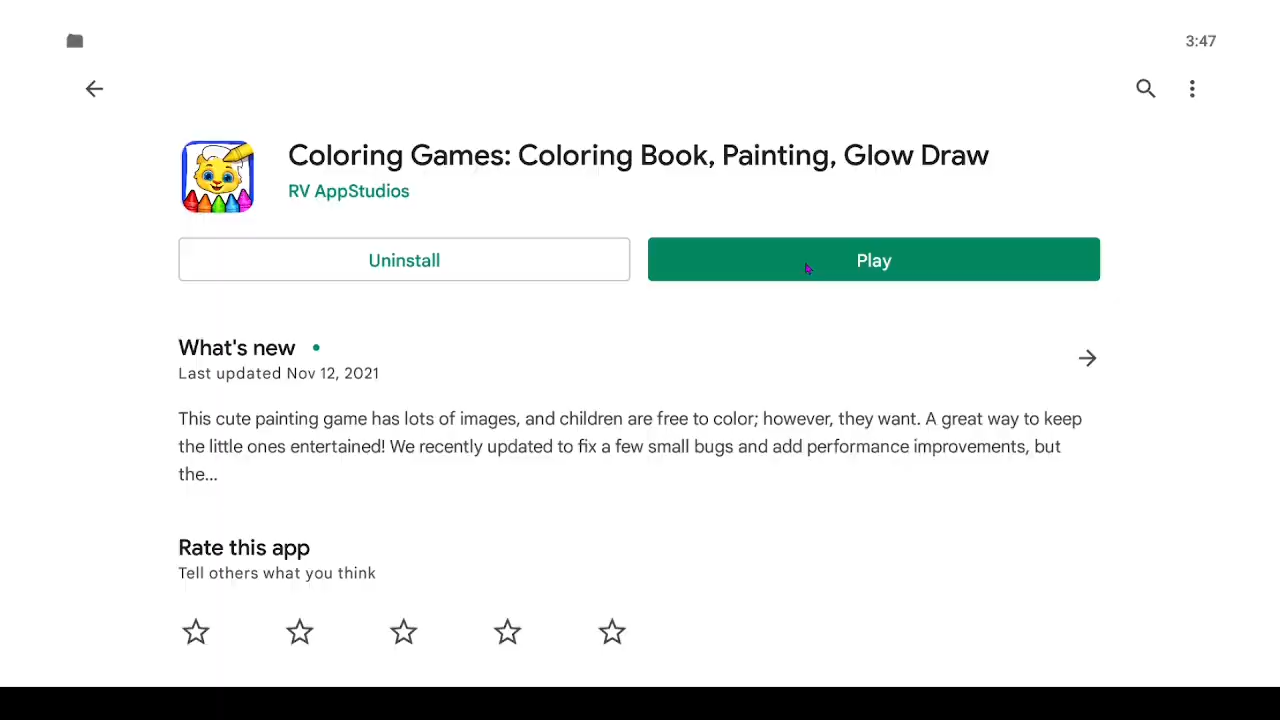 3:47
Coloring Games: Coloring Book, Painting, Glow Draw
RV AppStudios
Uninstall
Play
What's new
Last updated Nov 12, 2021
This cute painting game has lots of images, and children are free to color; however, they want. A great way to keep
the little ones entertained! We recently updated to fix a few small bugs and add performance improvements, but
the...
Rate this app
Tell others what you think